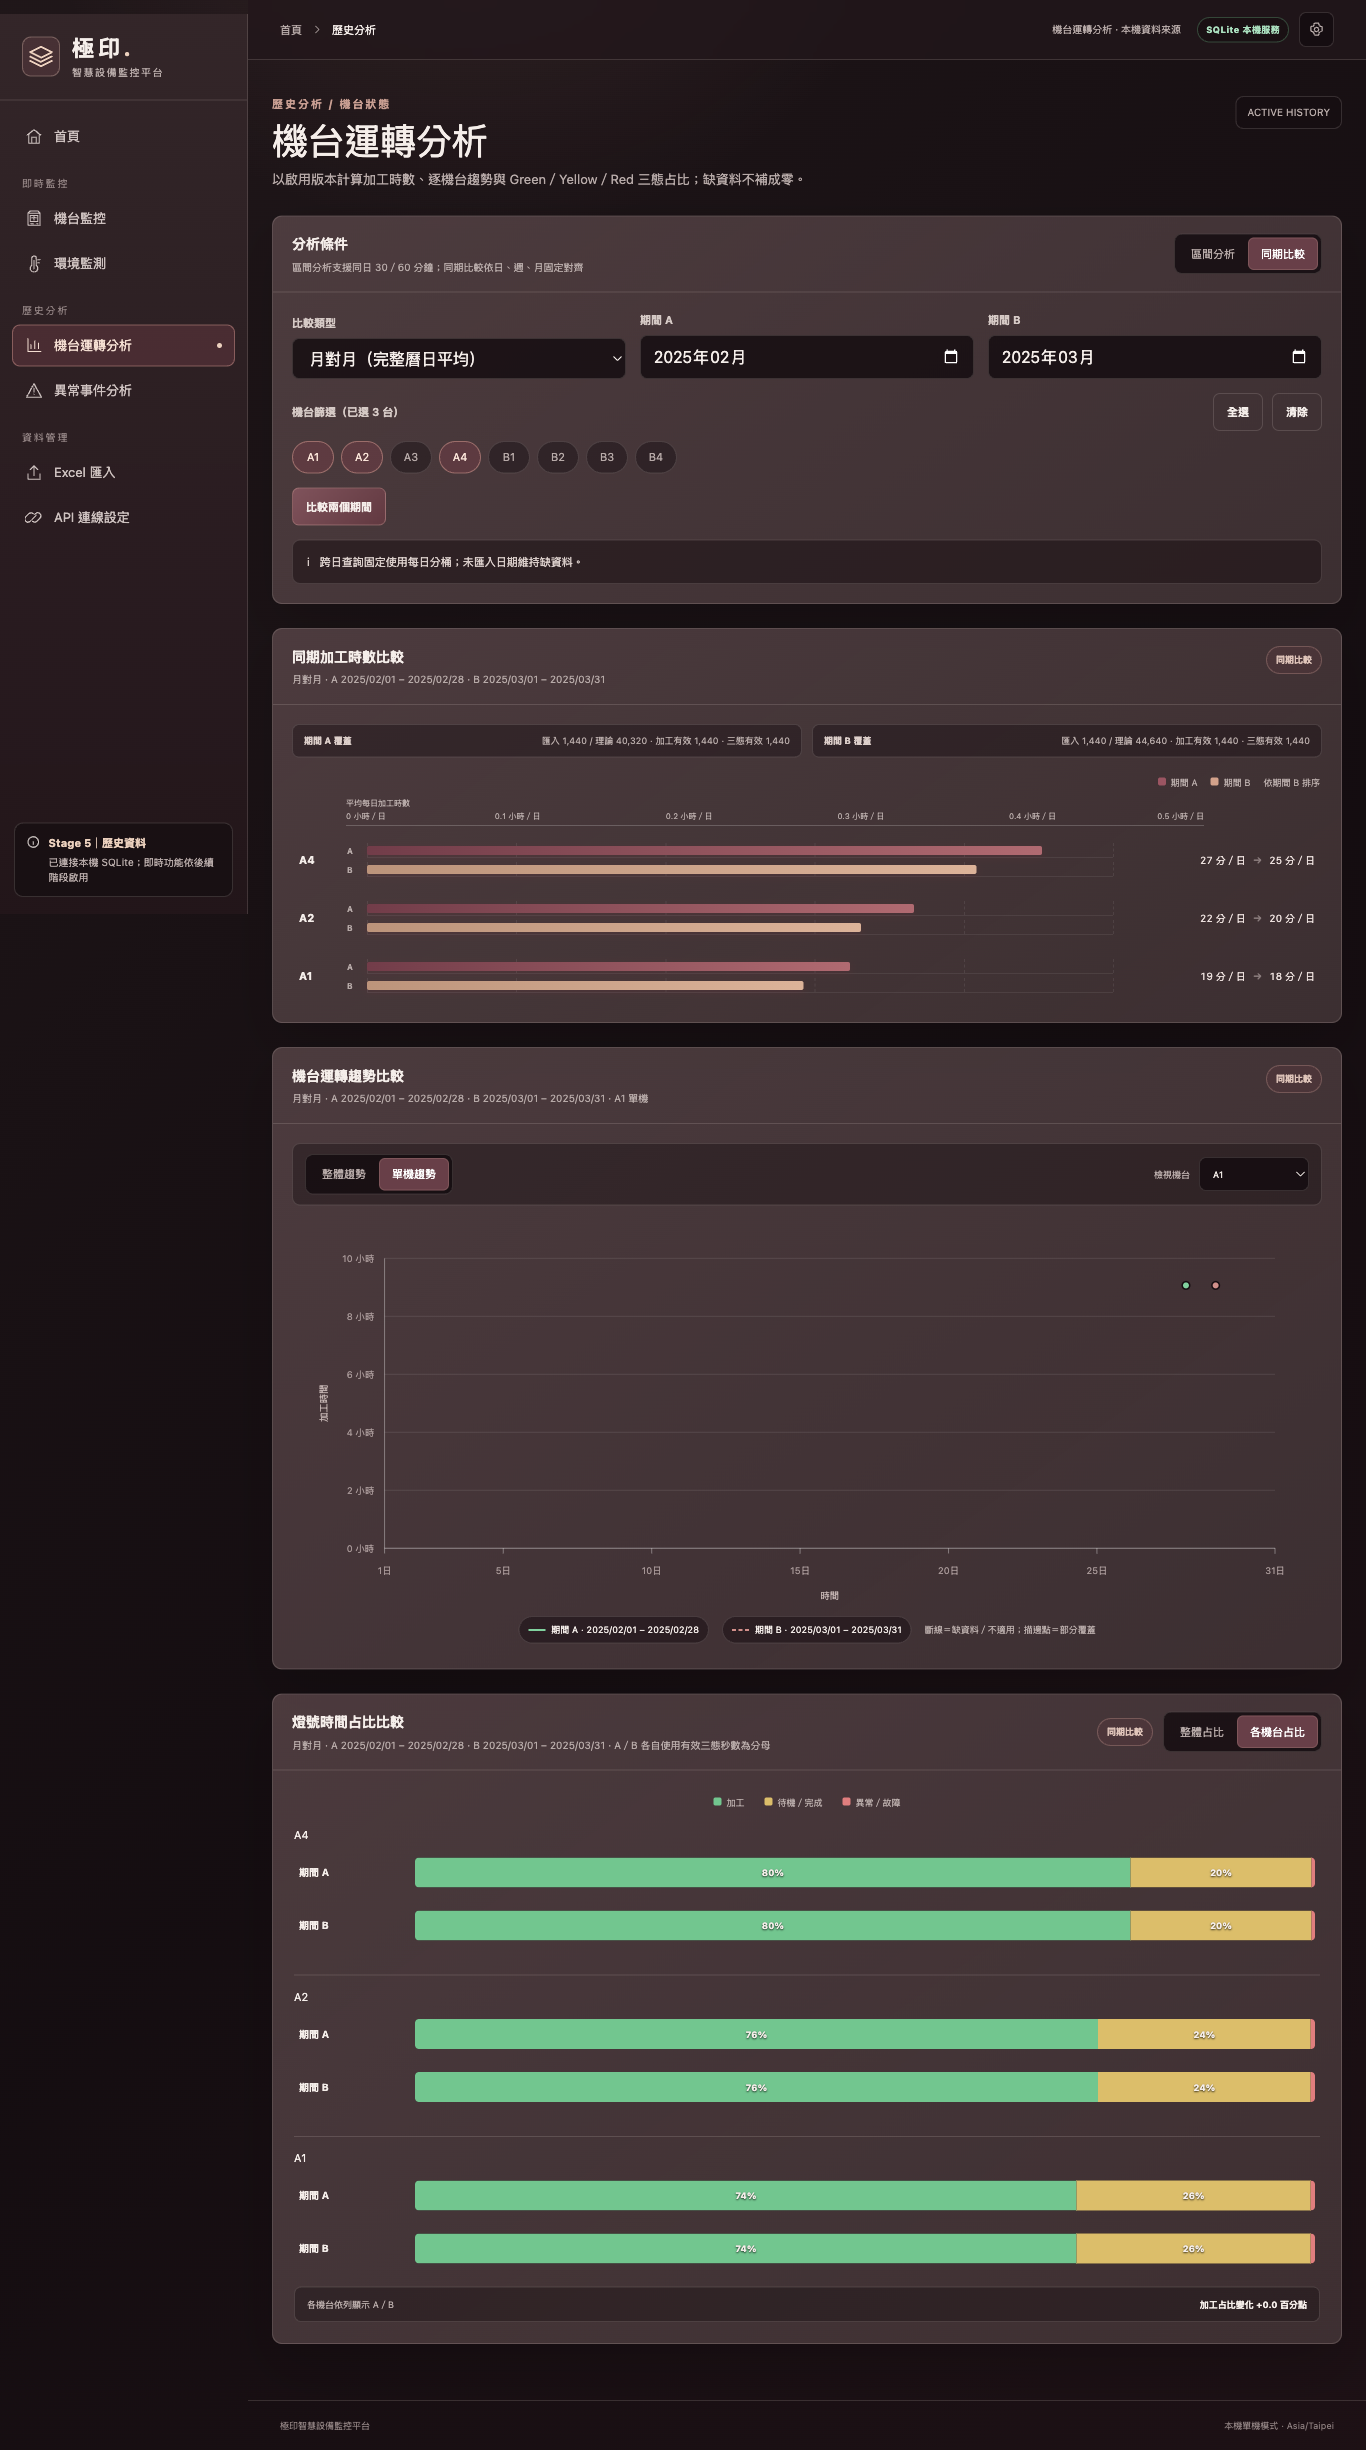 極印.
智慧設備監控平台
首頁
即時監控
機台監控
環境監測
歷史分析
機台運轉分析
異常事件分析
資料管理
Excel 匯入
API 連線設定
Stage 5｜歷史資料
已連接本機 SQLite；即時功能依後續
階段啟用
首頁 > 歷史分析
機台運轉分析 · 本機資料來源
SQLite 本機服務
歷史分析 / 機台狀態
機台運轉分析
以啟用版本計算加工時數、逐機台趨勢與 Green / Yellow / Red 三態占比；缺資料不補成零。
ACTIVE HISTORY
分析條件
區間分析支援同日 30 / 60 分鐘；同期比較依日、週、月固定對齊
區間分析 同期比較
比較類型 期間 A 期間 B
月對月（完整曆日平均） 2025年02月 2025年03月
機台篩選（已選 3 台）
全選 清除
A1 A2 A3 A4 B1 B2 B3 B4
比較兩個期間
i 跨日查詢固定使用每日分桶；未匯入日期維持缺資料。
同期加工時數比較
月對月 · A 2025/02/01 – 2025/02/28 · B 2025/03/01 – 2025/03/31
同期比較
期間 A 覆蓋 匯入 1,440 / 理論 40,320 · 加工有效 1,440 · 三態有效 1,440
期間 B 覆蓋 匯入 1,440 / 理論 44,640 · 加工有效 1,440 · 三態有效 1,440
期間 A 期間 B 依期間 B 排序
平均每日加工時數
0 小時 / 日 0.1 小時 / 日 0.2 小時 / 日 0.3 小時 / 日 0.4 小時 / 日 0.5 小時 / 日
A
A4 27 分 / 日 → 25 分 / 日
B
A
A2 22 分 / 日 → 20 分 / 日
B
A
A1 19 分 / 日 → 18 分 / 日
B
機台運轉趨勢比較
月對月 · A 2025/02/01 – 2025/02/28 · B 2025/03/01 – 2025/03/31 · A1 單機
同期比較
整體趨勢 單機趨勢
檢視機台 A1
10 小時
8 小時
6 小時
4 小時
2 小時
0 小時
加工時間
1日 5日 10日 15日 20日 25日 31日
時間
期間 A · 2025/02/01 – 2025/02/28 期間 B · 2025/03/01 – 2025/03/31 斷線＝缺資料 / 不適用；描邊點＝部分覆蓋
燈號時間占比比較
月對月 · A 2025/02/01 – 2025/02/28 · B 2025/03/01 – 2025/03/31 · A / B 各自使用有效三態秒數為分母
同期比較
整體占比 各機台占比
加工 待機 / 完成 異常 / 故障
A4
期間 A 80% 20%
期間 B 80% 20%
A2
期間 A 76% 24%
期間 B 76% 24%
A1
期間 A 74% 26%
期間 B 74% 26%
各機台依列顯示 A / B
加工占比變化 +0.0 百分點
極印智慧設備監控平台
本機單機模式 · Asia/Taipei